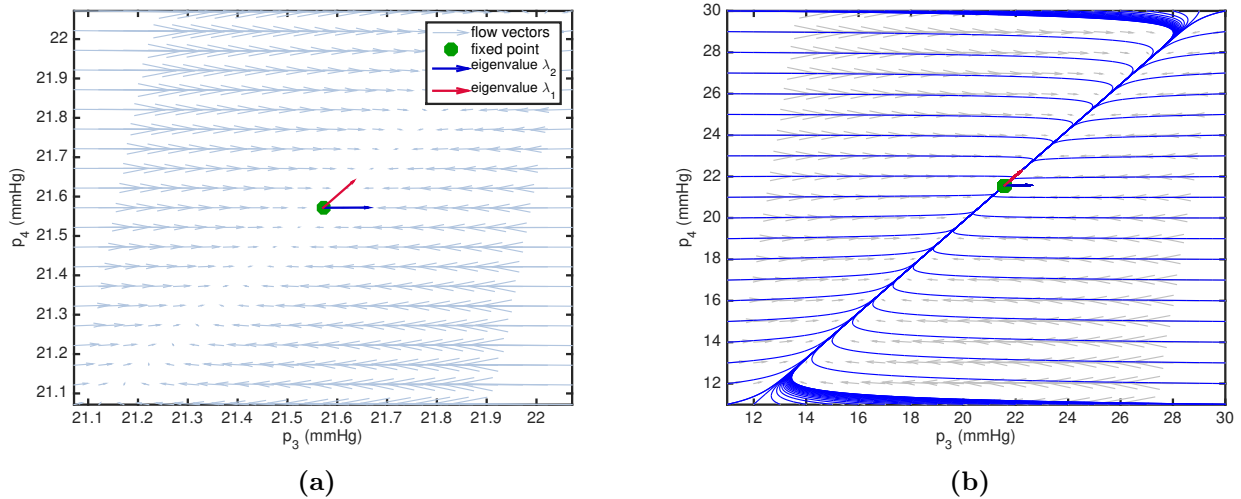 22
21.9
21.8
21.7
21.6
21.5
21.4
21.3
21.2
21.1
p4 (mmHg)
flow vectors
fixed point
eigenvalue λ2
eigenvalue λ1
21.1 21.2 21.3 21.4 21.5 21.6 21.7 21.8 21.9 22
p3 (mmHg)
(a)
30
28
26
24
22
20
18
16
14
12
p4 (mmHg)
12 14 16 18 20 22 24 26 28 30
p3 (mmHg)
(b)